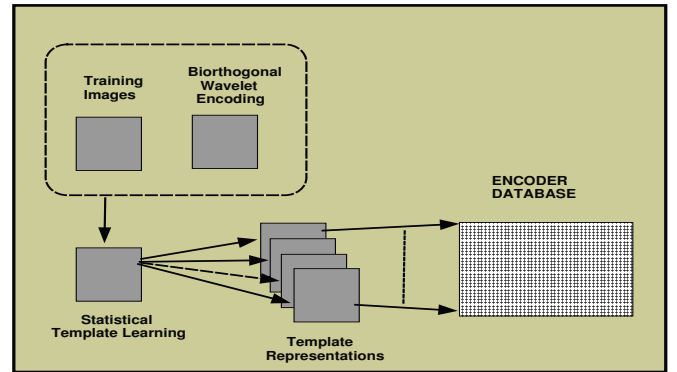 Training
Images
Biorthogonal
Wavelet
Encoding
ENCODER
DATABASE
Statistical
Template Learning
Template
Representations